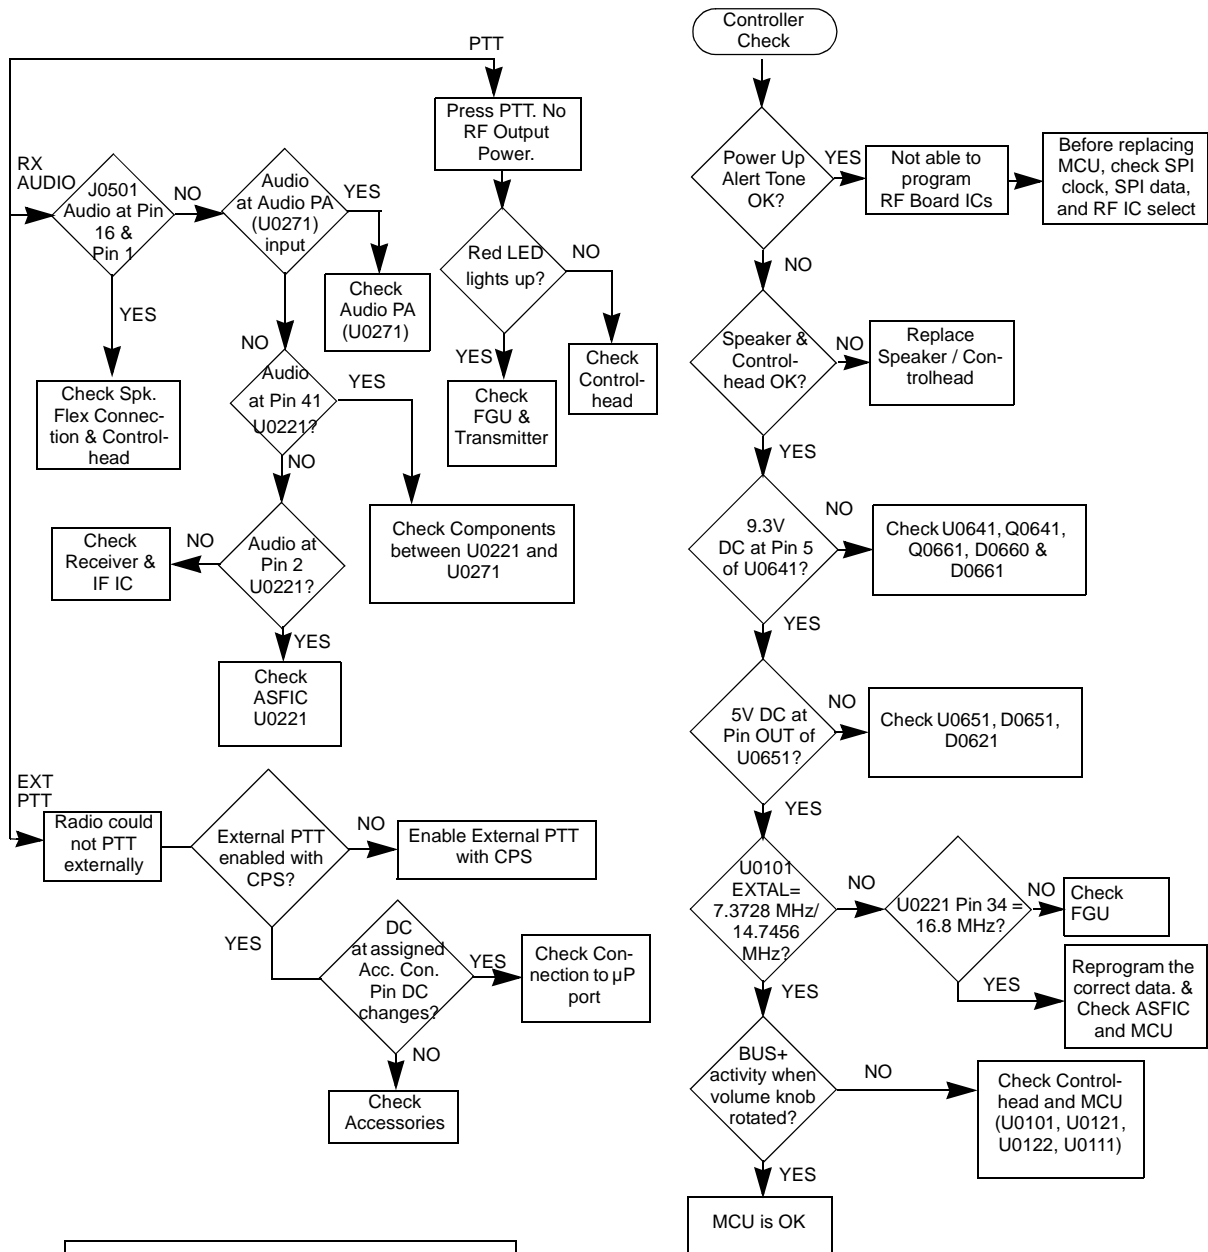 PTT
Press PTT. No
RF Output
Power.
RX
AUDIO
J0501
Audio at Pin
16 &
Pin 1
NO
Audio
at Audio PA
(U0271)
input
YES
Check
Audio PA
(U0271)
Red LED
lights up?
NO
YES
Check
Control-
head
Check
FGU &
Transmitter
YES
Check Spk.
Flex Connec-
tion & Control-
head
NO
Audio
at Pin 41
U0221?
YES
NO
Check Components
between U0221 and
U0271
Audio at
Pin 2
U0221?
NO
Check
Receiver &
IF IC
YES
Check
ASFIC
U0221
EXT
PTT
Radio could
not PTT
externally
External PTT
enabled with
CPS?
NO
Enable External PTT
with CPS
YES
DC
at assigned
Acc. Con.
Pin DC
changes?
YES
Check Con-
nection to µP
port
NO
Check
Accessories
Controller
Check
Power Up
Alert Tone
OK?
YES
Not able to
program
RF Board ICs
Before replacing
MCU, check SPI
clock, SPI data,
and RF IC select
NO
Speaker &
Control-
head OK?
NO
Replace
Speaker / Con-
trolhead
YES
9.3V
DC at Pin 5
of U0641?
NO
Check U0641, Q0641,
Q0661, D0660 &
D0661
YES
5V DC at
Pin OUT of
U0651?
NO
Check U0651, D0651,
D0621
YES
U0101
EXTAL=
7.3728 MHz/
14.7456
MHz?
NO
U0221 Pin 34 =
16.8 MHz?
NO
Check
FGU
YES
Reprogram the
correct data. &
Check ASFIC
and MCU
YES
BUS+
activity when
volume knob
rotated?
NO
Check Control-
head and MCU
(U0101, U0121,
U0122, U0111)
YES
MCU is OK